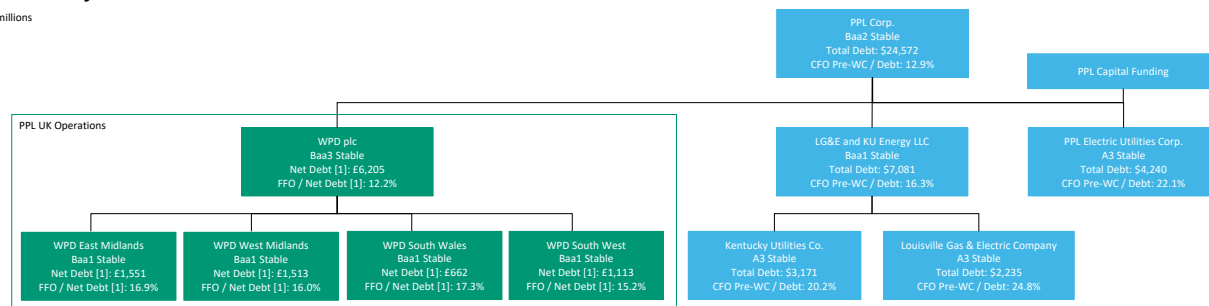 millions
PPL Corp.
Baa2 Stable
Total Debt: $24,572
CFO Pre-WC / Debt: 12.9%
PPL Capital Funding
PPL UK Operations
WPD plc
Baa3 Stable
Net Debt [1]: £6,205
FFO / Net Debt [1]: 12.2%
LG&E and KU Energy LLC
Baa1 Stable
Total Debt: $7,081
CFO Pre-WC / Debt: 16.3%
PPL Electric Utilities Corp.
A3 Stable
Total Debt: $4,240
CFO Pre-WC / Debt: 22.1%
WPD East Midlands
Baa1 Stable
Net Debt [1]: £1,551
FFO / Net Debt [1]: 16.9%
WPD West Midlands
Baa1 Stable
Net Debt [1]: £1,513
FFO / Net Debt [1]: 16.0%
WPD South Wales
Baa1 Stable
Net Debt [1]: £662
FFO / Net Debt [1]: 17.3%
WPD South West
Baa1 Stable
Net Debt [1]: £1,113
FFO / Net Debt [1]: 15.2%
Kentucky Utilities Co.
A3 Stable
Total Debt: $3,171
CFO Pre-WC / Debt: 20.2%
Louisville Gas & Electric Company
A3 Stable
Total Debt: $2,235
CFO Pre-WC / Debt: 24.8%